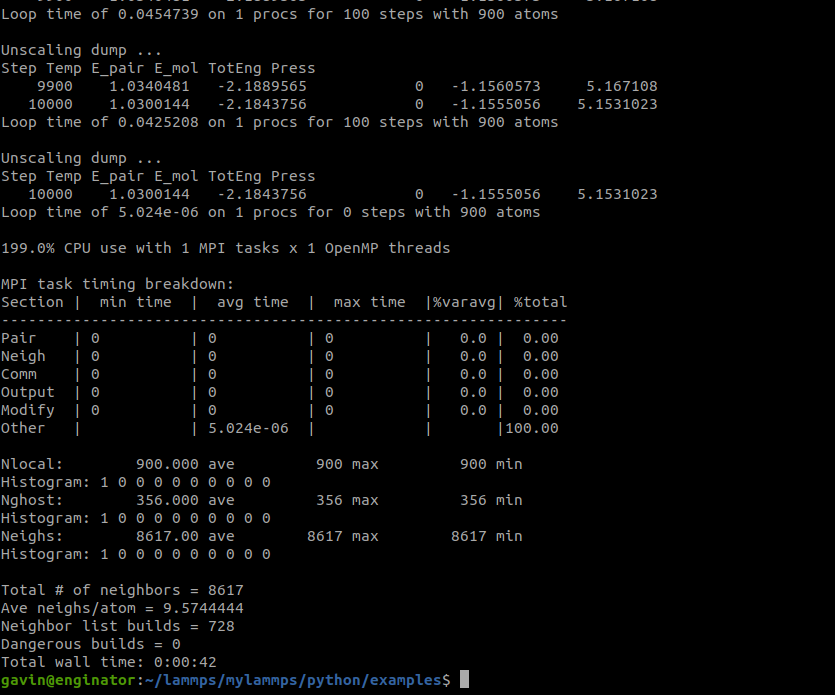 Loop time of 0.0454739 on 1 procs for 100 steps with 900 atoms

Unscaling dump ...
Step Temp E_pair E_mol TotEng Press
    9900    1.0340481   -2.1889565            0   -1.1560573     5.167108
   10000    1.0300144   -2.1843756            0   -1.1555056    5.1531023
Loop time of 0.0425208 on 1 procs for 100 steps with 900 atoms

Unscaling dump ...
Step Temp E_pair E_mol TotEng Press
   10000    1.0300144   -2.1843756            0   -1.1555056    5.1531023
Loop time of 5.024e-06 on 1 procs for 0 steps with 900 atoms

199.0% CPU use with 1 MPI tasks x 1 OpenMP threads

MPI task timing breakdown:
Section |  min time  |  avg time  |  max time  |%varavg| %total
---------------------------------------------------------------
Pair    | 0          | 0          | 0          |   0.0 |  0.00
Neigh   | 0          | 0          | 0          |   0.0 |  0.00
Comm    | 0          | 0          | 0          |   0.0 |  0.00
Output  | 0          | 0          | 0          |   0.0 |  0.00
Modify  | 0          | 0          | 0          |   0.0 |  0.00
Other   |            | 5.024e-06  |            |       |100.00

Nlocal:        900.000 ave         900 max         900 min
Histogram: 1 0 0 0 0 0 0 0 0 0
Nghost:        356.000 ave         356 max         356 min
Histogram: 1 0 0 0 0 0 0 0 0 0
Neighs:        8617.00 ave        8617 max        8617 min
Histogram: 1 0 0 0 0 0 0 0 0 0

Total # of neighbors = 8617
Ave neighs/atom = 9.5744444
Neighbor list builds = 728
Dangerous builds = 0
Total wall time: 0:00:42
gavin@enginator:~/lammps/mylammps/python/examples$